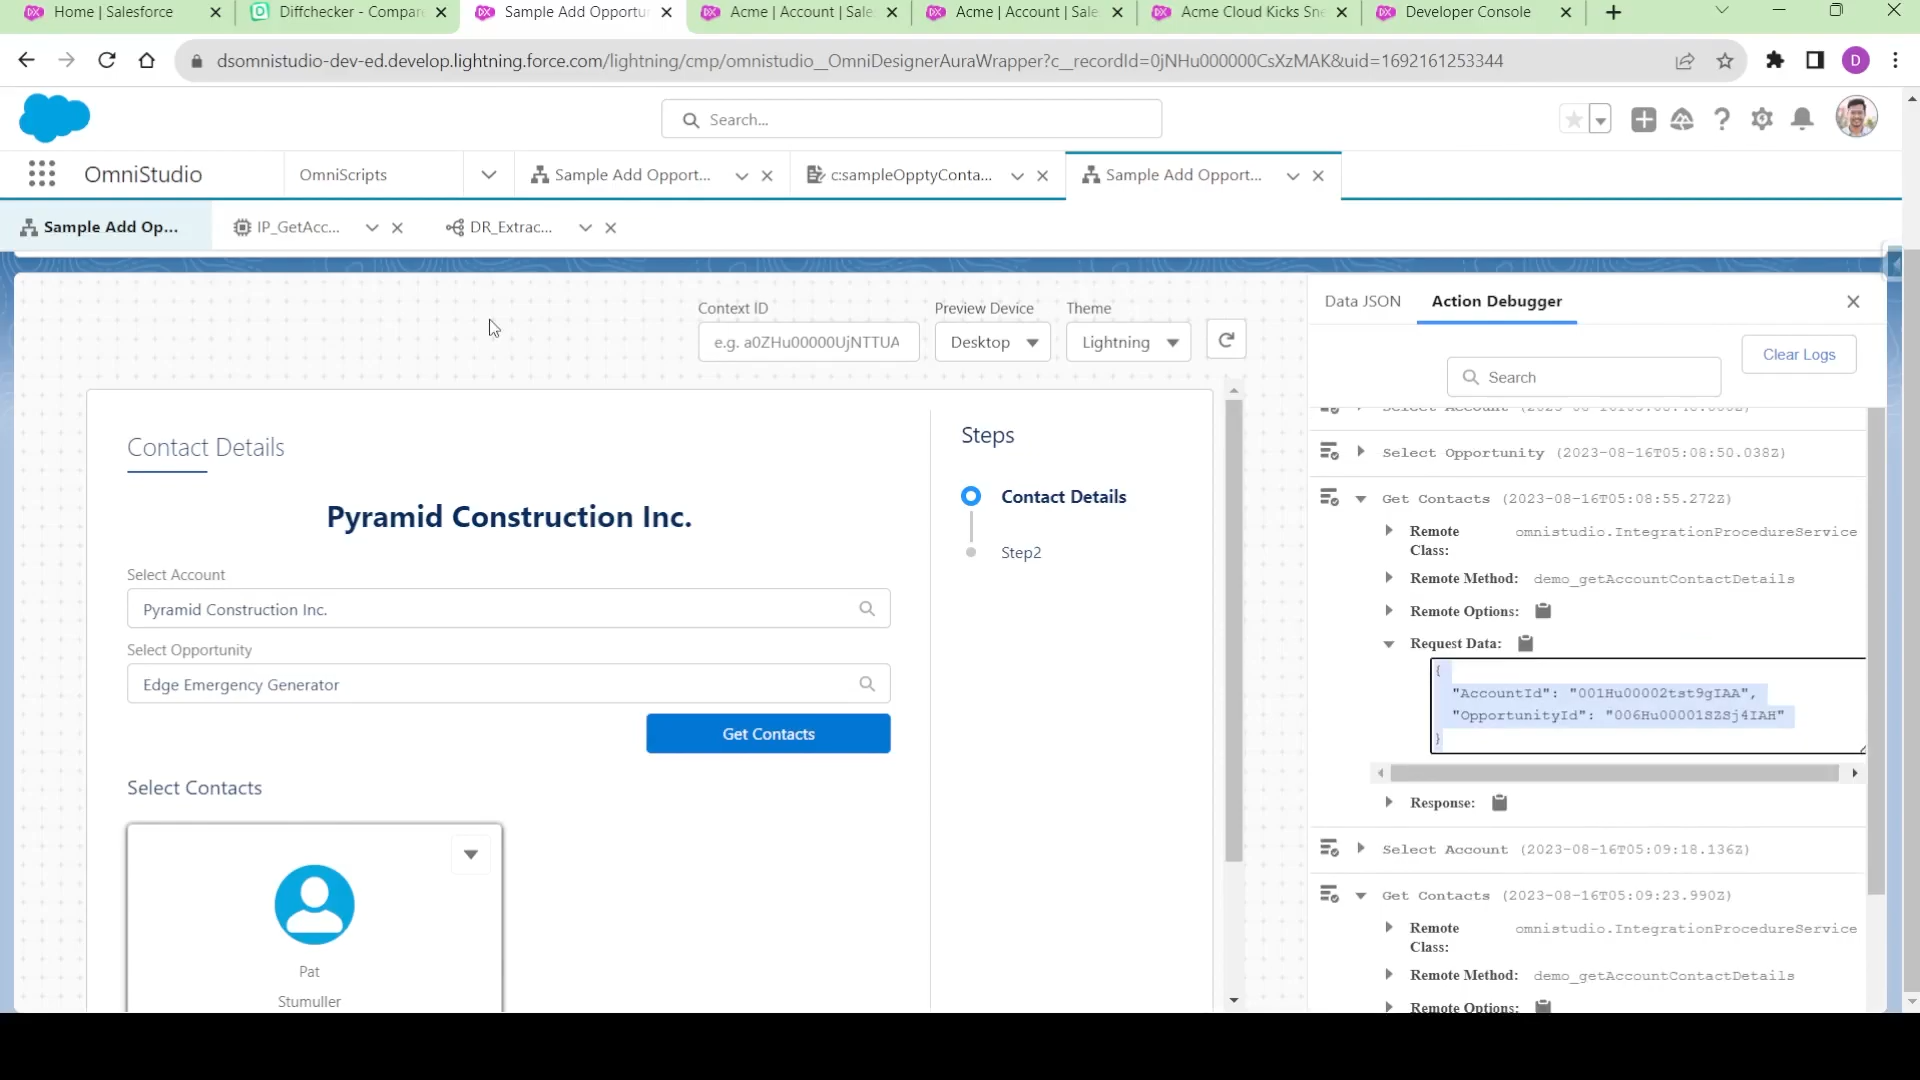 Home | Salesforce
Diffchecker - Compar
Sample Add Opportu
Acme | Account | Sale
Acme | Account | Sale
Acme Cloud Kicks Sne
Developer Console
dsomnistudio-dev-ed.develop.lightning.force.com/lightning/cmp/omnistudio__OmniDesignerAuraWrapper?c__recordId=0jNHu000000CsXzMAK&uid=1692161253344
D
Search...
OmniStudio
OmniScripts
Sample Add Opport...
c:sampleOpptyConta...
Sample Add Opport...
Sample Add Op...
IP_GetAcc...
DR_Extrac...
Context ID
Preview Device
Theme
e.g. a0ZHu00000UjNTTUA
Desktop
Lightning
Contact Details
Pyramid Construction Inc.
Select Account
Pyramid Construction Inc.
Select Opportunity
Edge Emergency Generator
Get Contacts
Select Contacts
Pat
Stumuller
Steps
Contact Details
Step2
Data JSON
Action Debugger
Clear Logs
Search
Select Opportunity (2023-08-16T05:08:50.038Z)
Get Contacts (2023-08-16T05:08:55.272Z)
Remote Class: omnistudio.IntegrationProcedureService
Remote Method: demo_getAccountContactDetails
Remote Options:
Request Data:
{
"AccountId": "001Hu00002tst9gIAA",
"OpportunityId": "006Hu00001SZSj4IAH"
}
Response:
Select Account (2023-08-16T05:09:18.136Z)
Get Contacts (2023-08-16T05:09:23.990Z)
Remote Class: omnistudio.IntegrationProcedureService
Remote Method: demo_getAccountContactDetails
Remote Options: